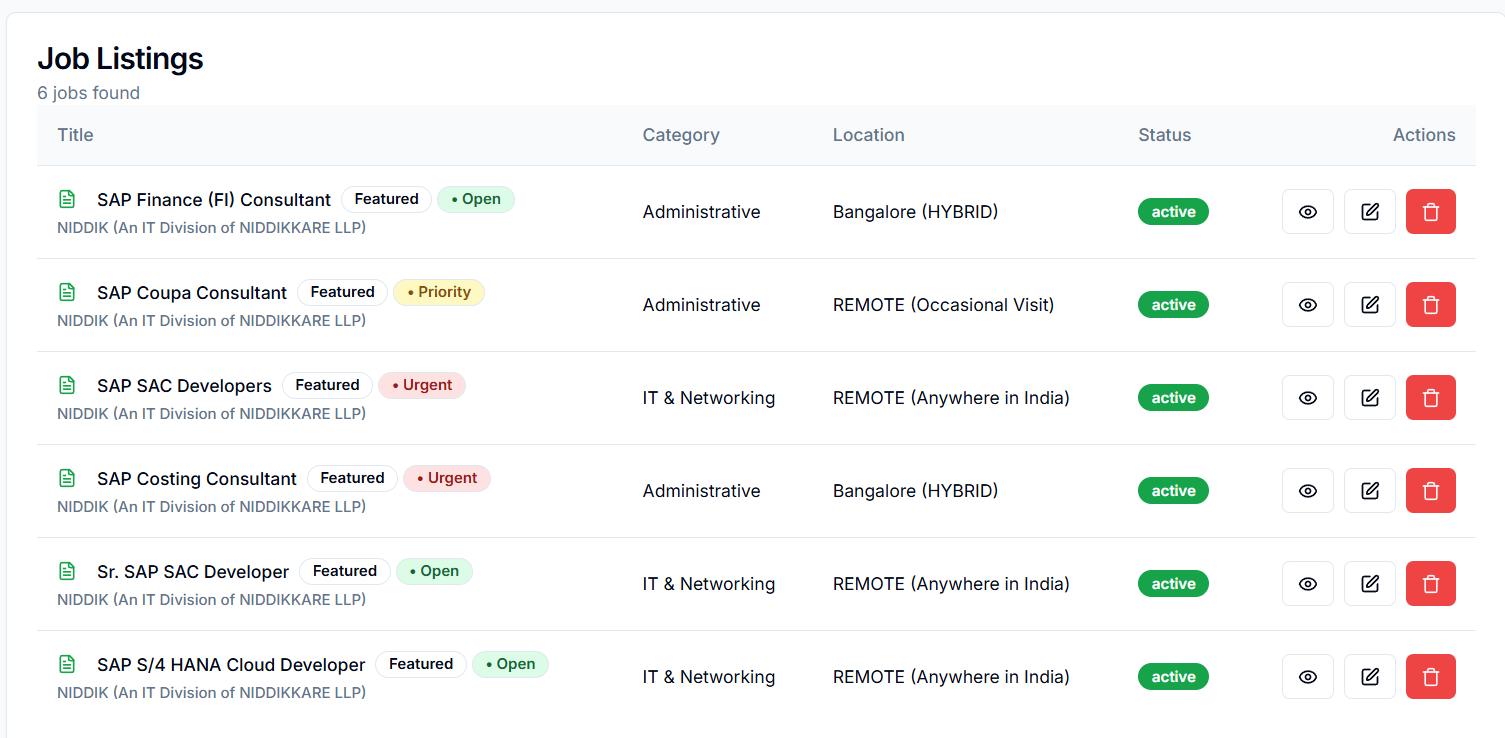 Job Listings
6 jobs found
Title Category Location Status Actions
SAP Finance (FI) Consultant Featured • Open
NIDDIK (An IT Division of NIDDIKKARE LLP)
Administrative Bangalore (HYBRID) active
SAP Coupa Consultant Featured • Priority
NIDDIK (An IT Division of NIDDIKKARE LLP)
Administrative REMOTE (Occasional Visit) active
SAP SAC Developers Featured • Urgent
NIDDIK (An IT Division of NIDDIKKARE LLP)
IT & Networking REMOTE (Anywhere in India) active
SAP Costing Consultant Featured • Urgent
NIDDIK (An IT Division of NIDDIKKARE LLP)
Administrative Bangalore (HYBRID) active
Sr. SAP SAC Developer Featured • Open
NIDDIK (An IT Division of NIDDIKKARE LLP)
IT & Networking REMOTE (Anywhere in India) active
SAP S/4 HANA Cloud Developer Featured • Open
NIDDIK (An IT Division of NIDDIKKARE LLP)
IT & Networking REMOTE (Anywhere in India) active